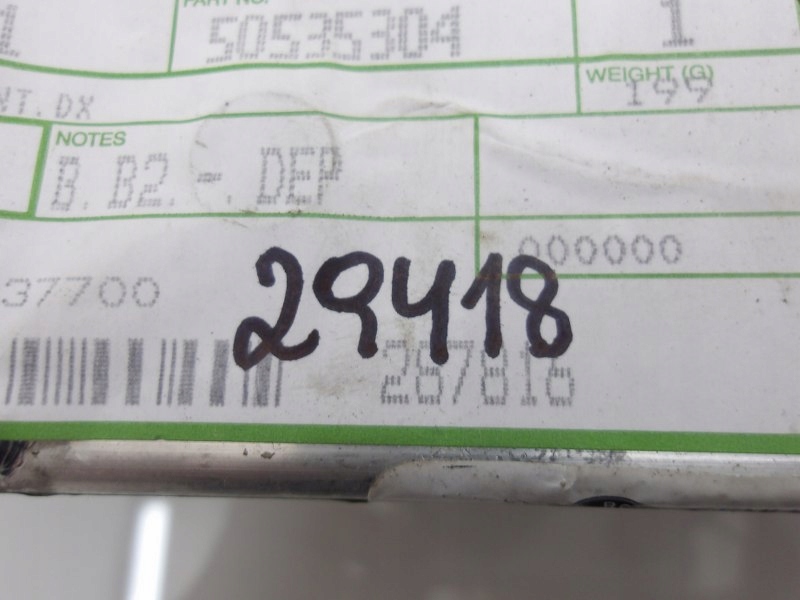 PART NO.
50535304
1
WEIGHT (G)
199
NT.DX
NOTES
B. B2. -. DEP
000000
37700
29418
267816